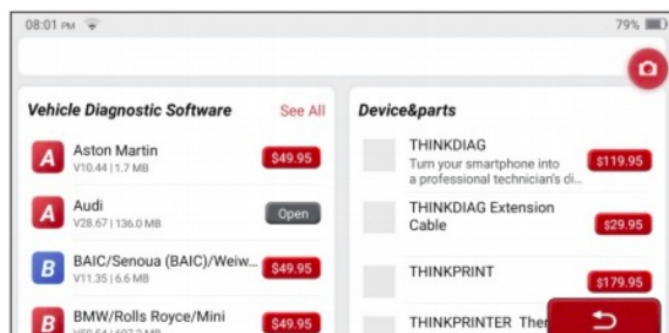 08:01 PM
79%
Vehicle Diagnostic Software
See All
A
Aston Martin
V10.44 | 1.7 MB
$49.95
A
Audi
V28.67 | 136.0 MB
Open
B
BAIC/Senoua (BAIC)/Weiw...
V11.35 | 6.6 MB
$49.95
B
BMW/Rolls Royce/Mini
$49.95
Device&parts
THINKDIAG
Turn your smartphone into
a professional technician's di...
$119.95
THINKDIAG Extension
Cable
$29.95
THINKPRINT
$179.95
THINKPRINTER